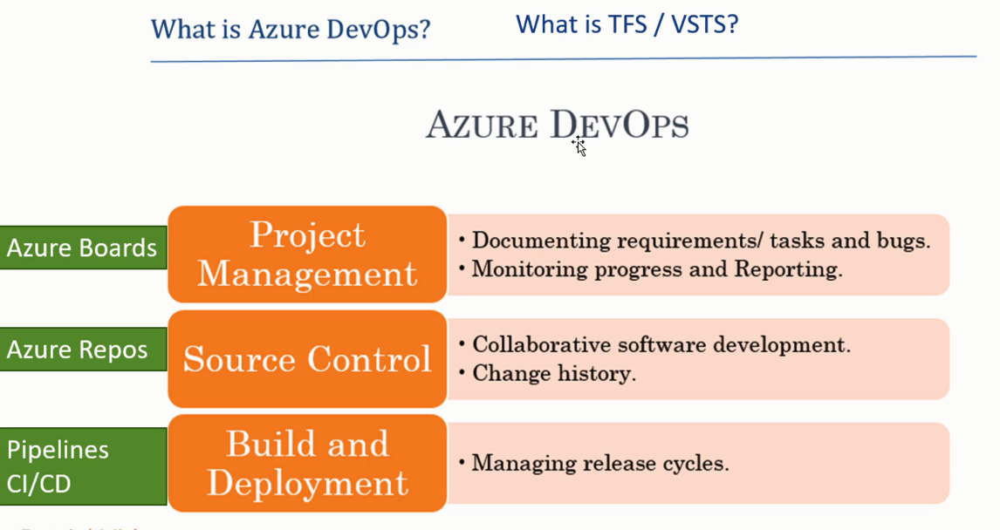 What is Azure DevOps?
What is TFS / VSTS?
AZURE DEVOPS
Azure Boards
Project
Management
• Documenting requirements/ tasks and bugs.
• Monitoring progress and Reporting.
Azure Repos
Source Control
• Collaborative software development.
• Change history.
Pipelines
CI/CD
Build and
Deployment
• Managing release cycles.